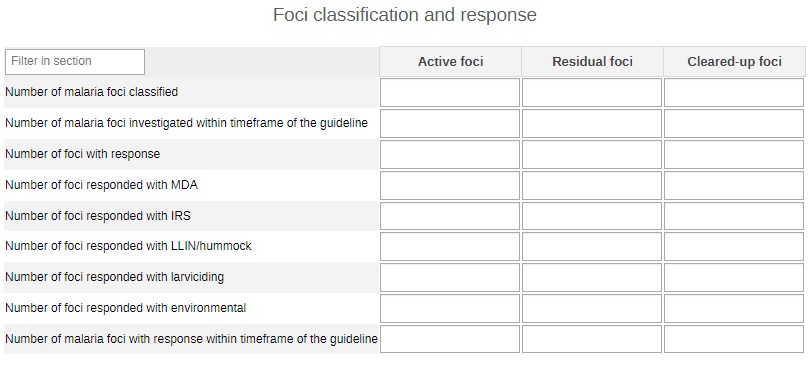 Foci classification and response
Filter in section
Active foci
Residual foci
Cleared-up foci
Number of malaria foci classified
Number of malaria foci investigated within timeframe of the guideline
Number of foci with response
Number of foci responded with MDA
Number of foci responded with IRS
Number of foci responded with LLIN/hummock
Number of foci responded with larviciding
Number of foci responded with environmental
Number of malaria foci with response within timeframe of the guideline